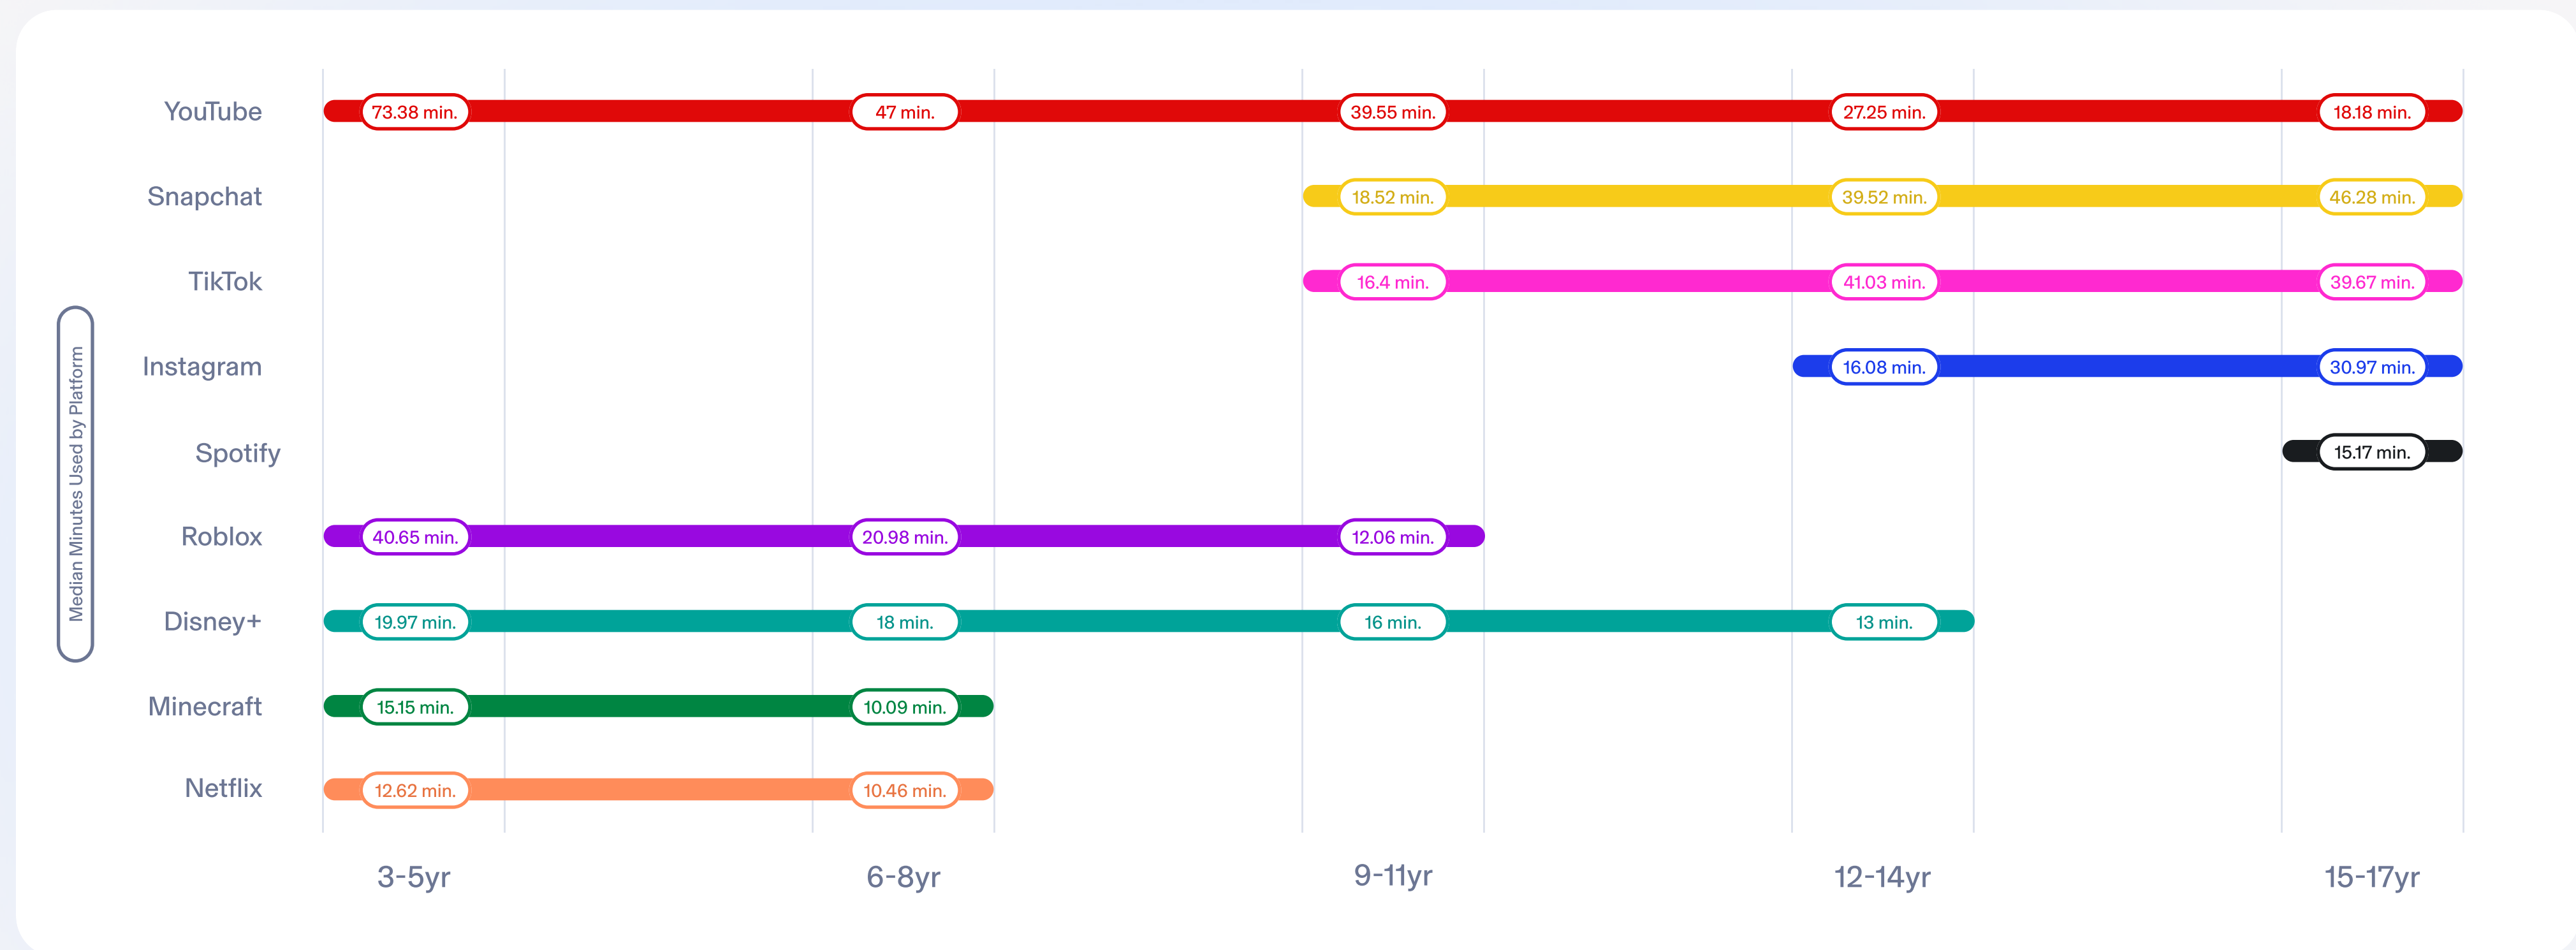 YouTube
73.38 min.
47 min.
39.55 min.
27.25 min.
18.18 min.
Snapchat
18.52 min.
39.52 min.
46.28 min.
TikTok
16.4 min.
41.03 min.
39.67 min.
Instagram
16.08 min.
30.97 min.
Spotify
15.17 min.
Roblox
40.65 min.
20.98 min.
12.06 min.
Disney+
19.97 min.
18 min.
16 min.
13 min.
Minecraft
15.15 min.
10.09 min.
Netflix
12.62 min.
10.46 min.
Median Minutes Used by Platform
3-5yr
6-8yr
9-11yr
12-14yr
15-17yr